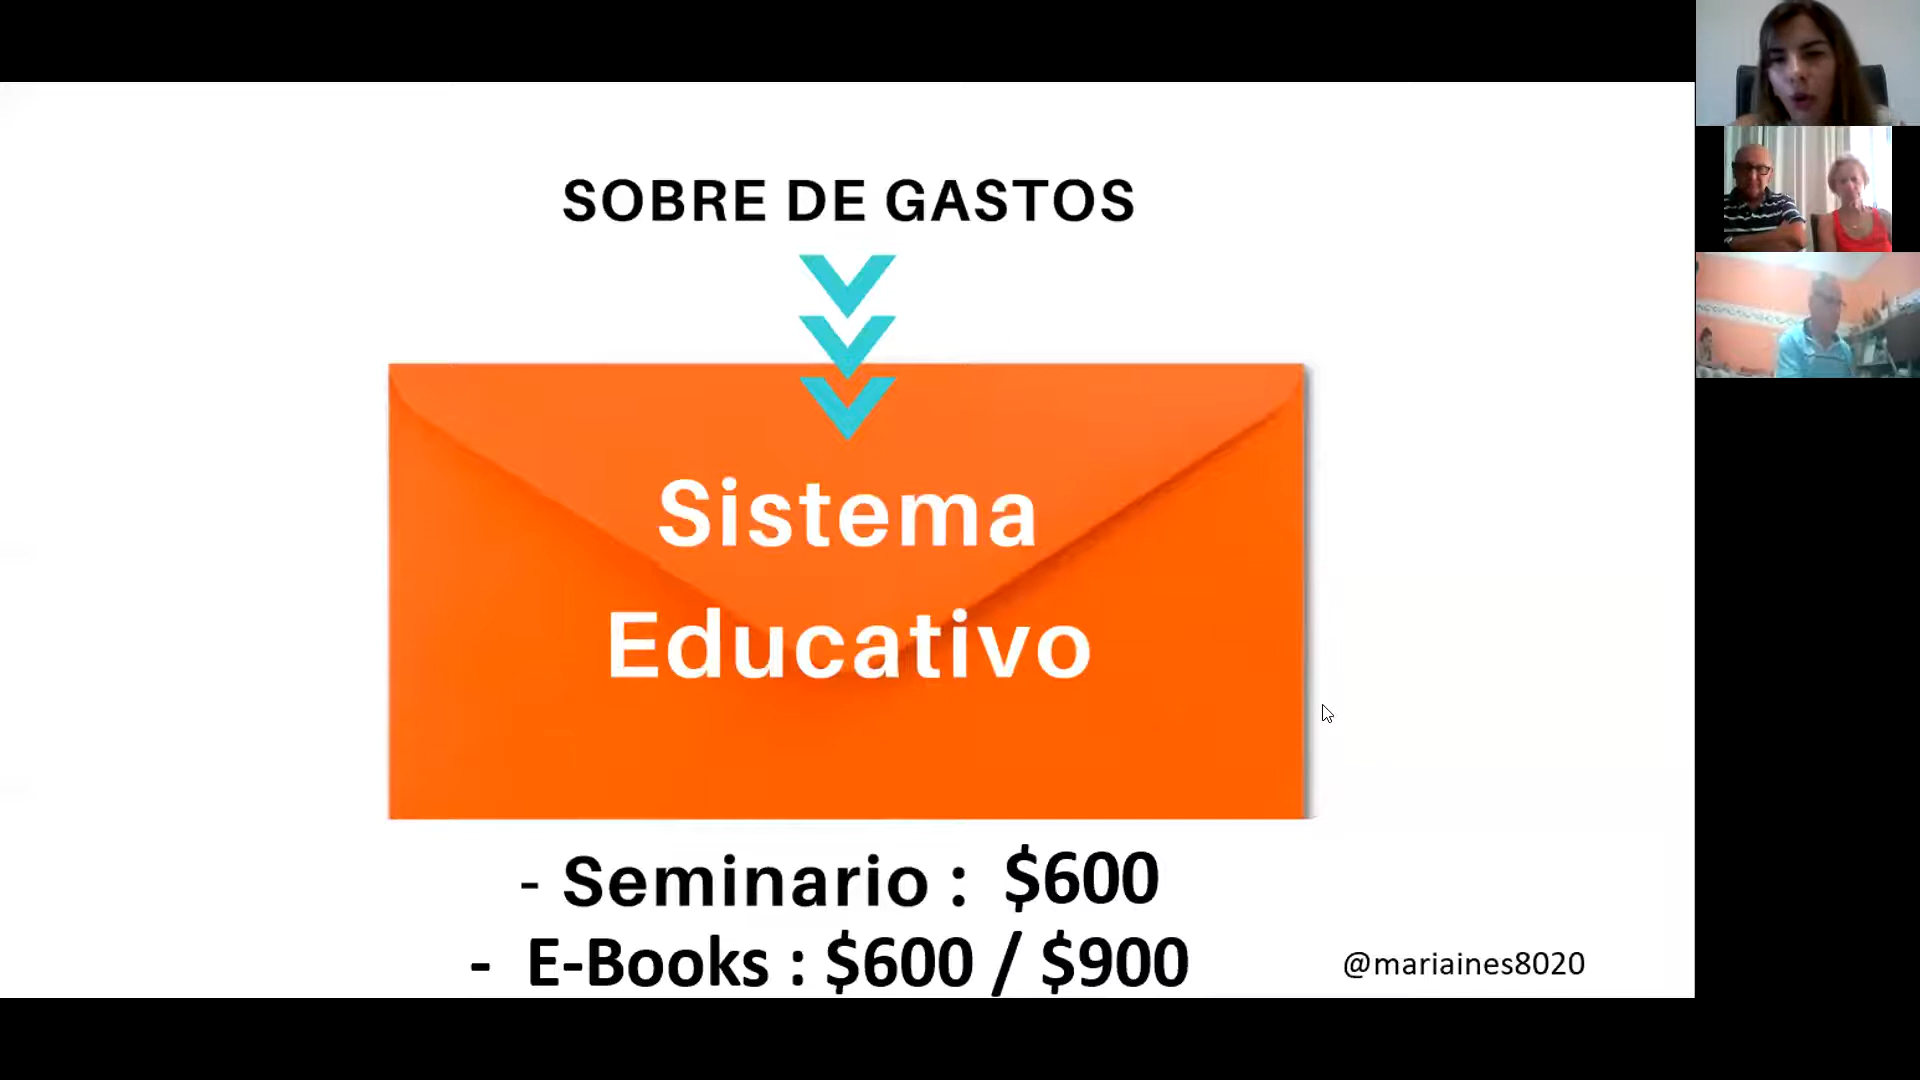 SOBRE DE GASTOS
Sistema
Educativo
- Seminario : $600
- E-Books : $600 / $900
@mariaines8020